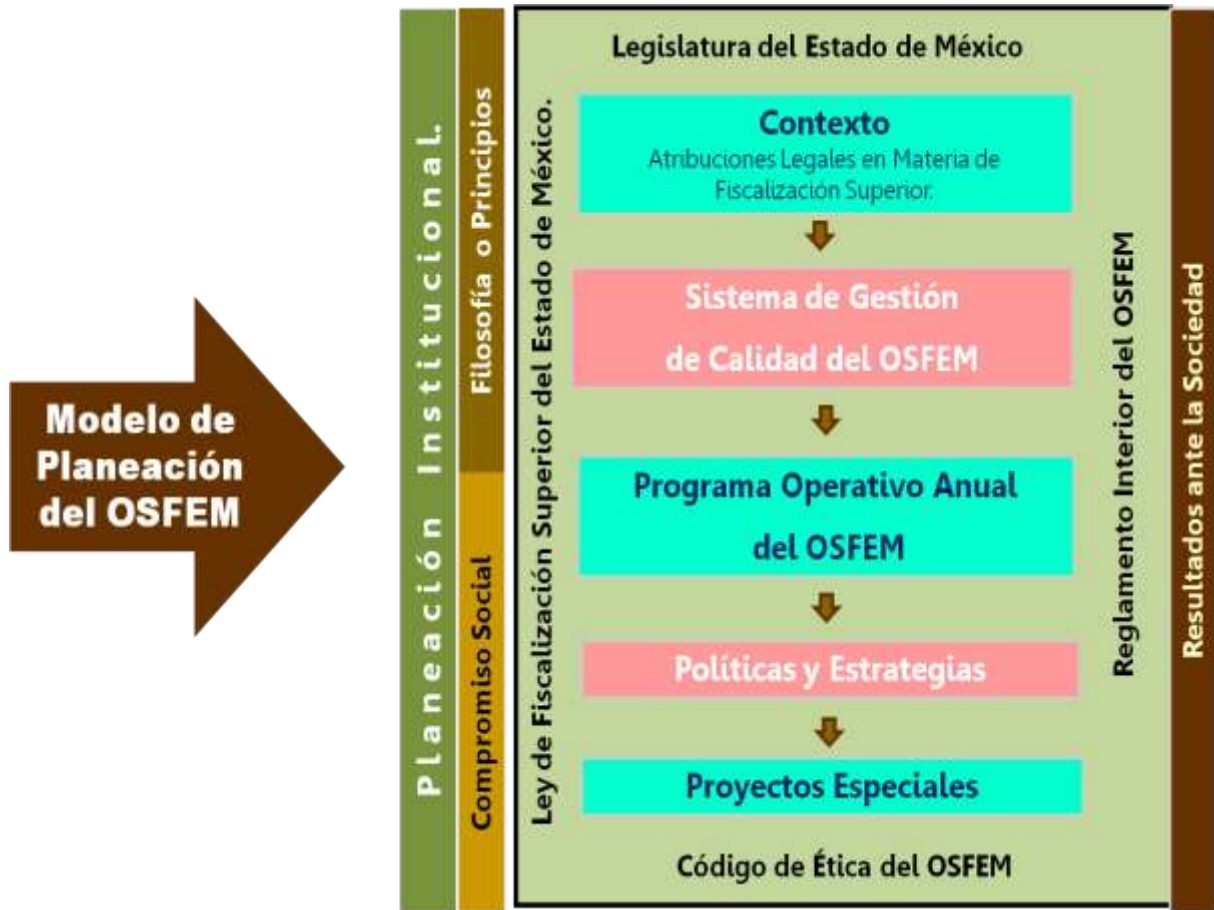 Modelo de
Planeación
del OSFEM
Planeación Institucional.
Filosofía o Principios
Compromiso Social
Ley de Fiscalización Superior del Estado de México.
Legislatura del Estado de México
Contexto
Atribuciones Legales en Materia de
Fiscalización Superior.
Sistema de Gestión
de Calidad del OSFEM
Programa Operativo Anual
del OSFEM
Políticas y Estrategias
Proyectos Especiales
Código de Ética del OSFEM
Reglamento Interior del OSFEM
Resultados ante la Sociedad